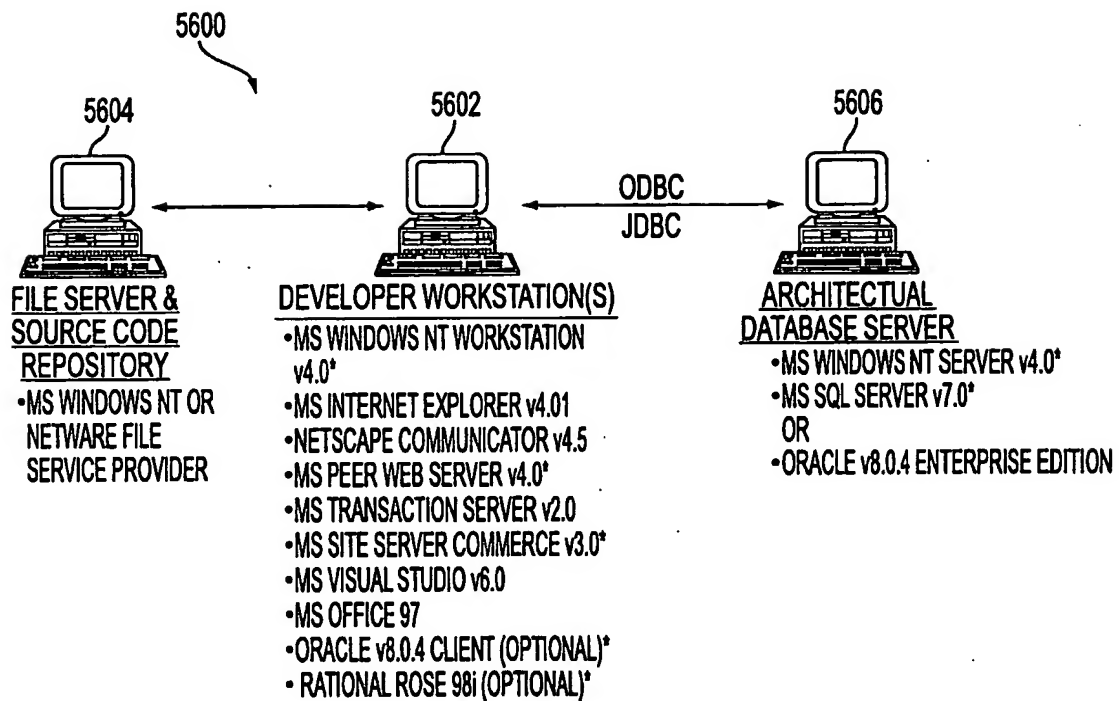 5600
5604
5602
5606
ODBC
JDBC
FILE SERVER &
SOURCE CODE
REPOSITORY
•MS WINDOWS NT OR
NETWARE FILE
SERVICE PROVIDER
DEVELOPER WORKSTATION(S)
•MS WINDOWS NT WORKSTATION
v4.0*
•MS INTERNET EXPLORER v4.01
•NETSCAPE COMMUNICATOR v4.5
•MS PEER WEB SERVER v4.0*
•MS TRANSACTION SERVER v2.0
•MS SITE SERVER COMMERCE v3.0*
•MS VISUAL STUDIO v6.0
•MS OFFICE 97
•ORACLE v8.0.4 CLIENT (OPTIONAL)*
• RATIONAL ROSE 98i (OPTIONAL)*
ARCHITECTUAL
DATABASE SERVER
•MS WINDOWS NT SERVER v4.0*
•MS SQL SERVER v7.0*
OR
•ORACLE v8.0.4 ENTERPRISE EDITION